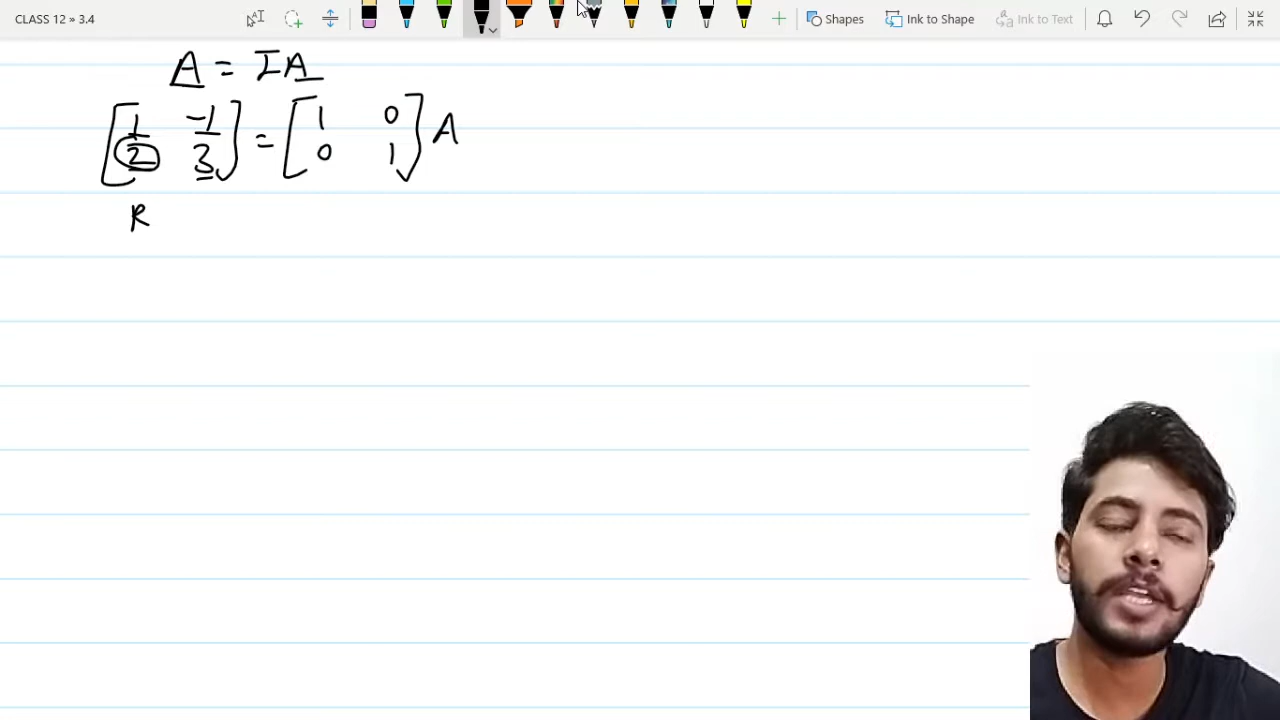 CLASS 12 » 3.4 Shapes Ink to Shape Ink to Text
A = IA
[1 -1
2 3] = [1 0
0 1] A
R